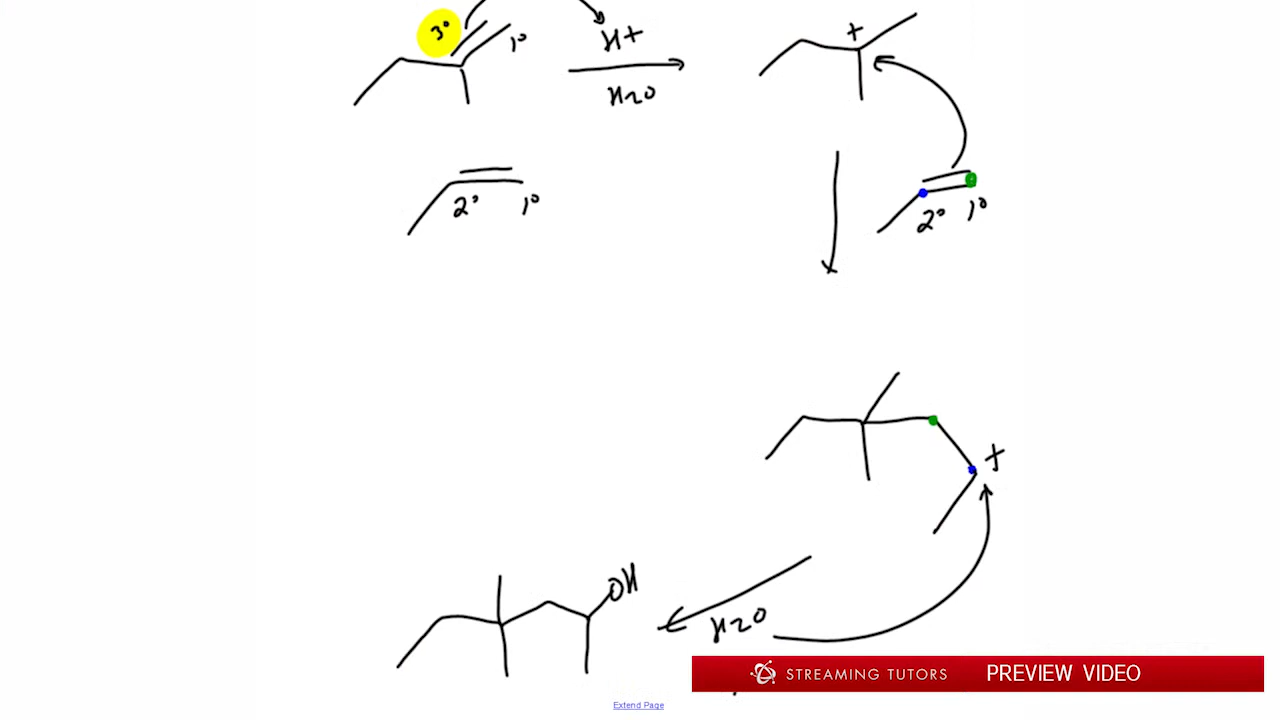 3°
1°
H+
H2O
+
2° 1°
2° 1°
+
OH
H2O
STREAMING TUTORS PREVIEW VIDEO
Extend Page